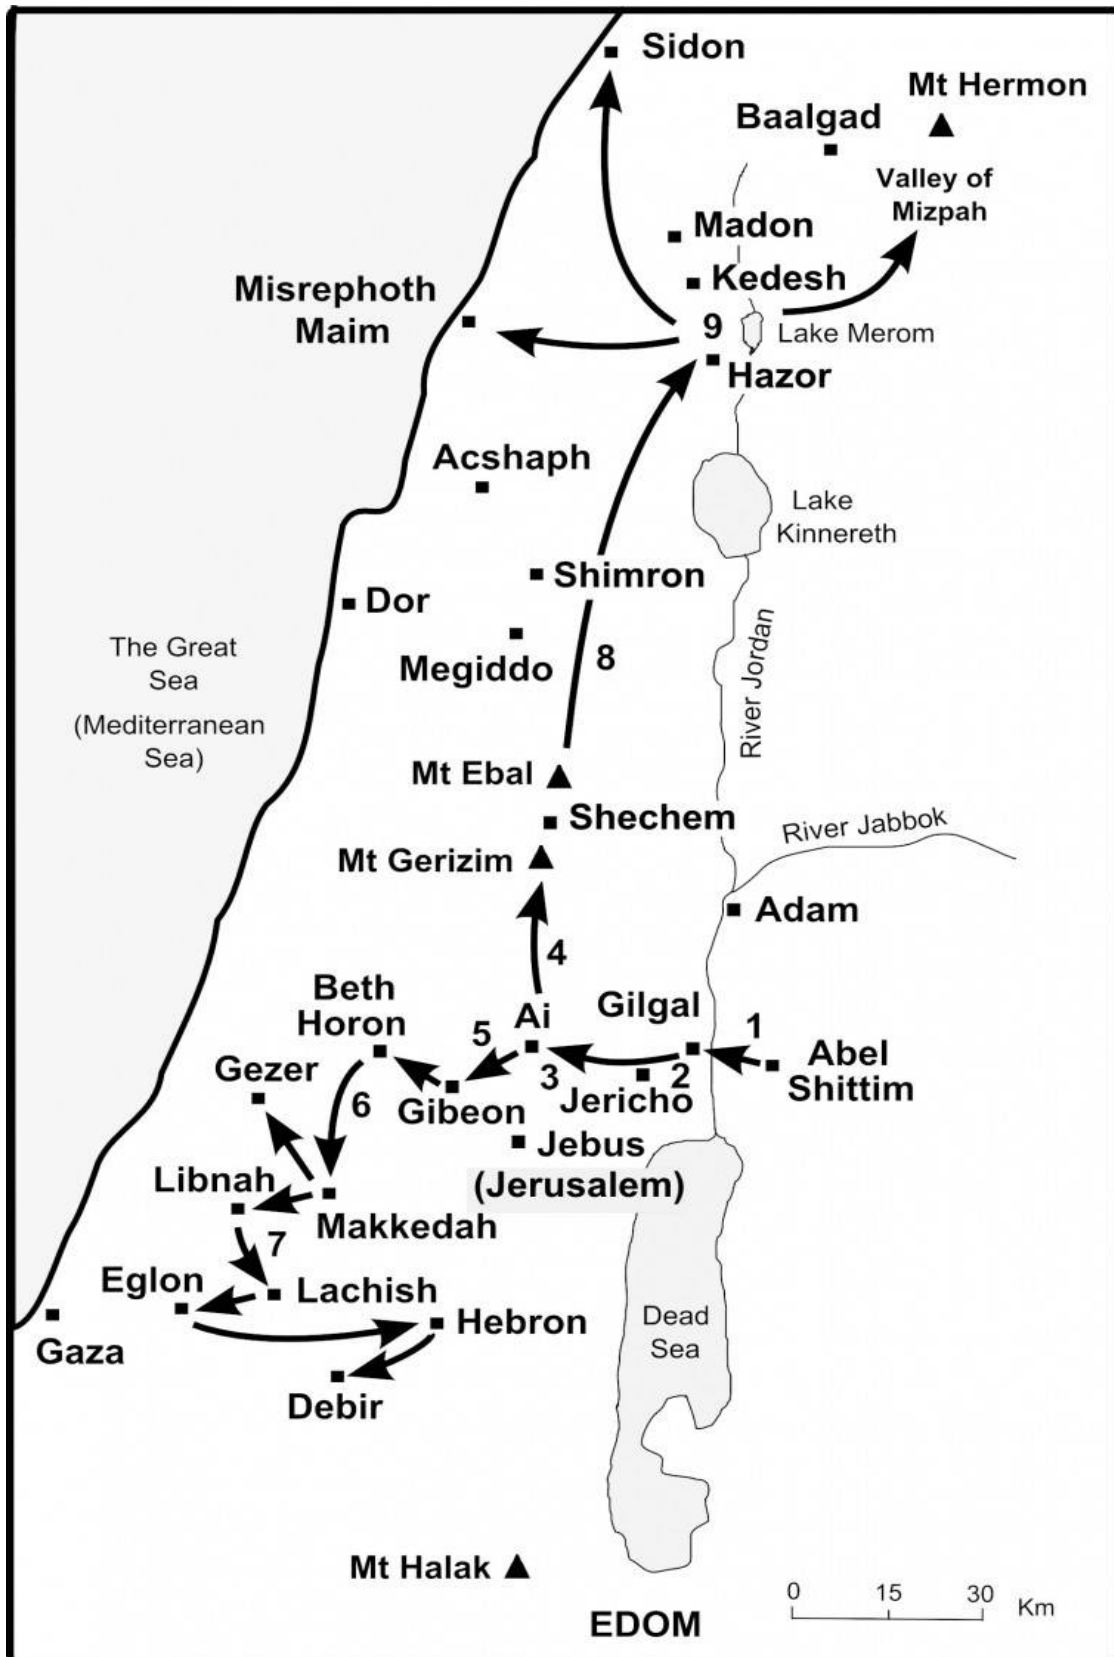 Sidon
Mt Hermon
Baalgad
Valley of
Mizpah
Madon
Kedesh
Misrephoth
Maim
9
Lake Merom
Hazor
Acshaph
Lake
Kinnereth
Shimron
Dor
The Great
Sea
(Mediterranean
Sea)
Megiddo
8
River Jordan
Mt Ebal
Shechem
River Jabbok
Mt Gerizim
Adam
4
Beth
Horon
Ai
Gilgal
1
5
Abel
Shittim
Gezer
3
2
6
Gibeon
Jericho
Jebus
(Jerusalem)
Libnah
Makkedah
7
Eglon
Lachish
Hebron
Dead
Sea
Gaza
Debir
Mt Halak
EDOM
0 15 30 Km